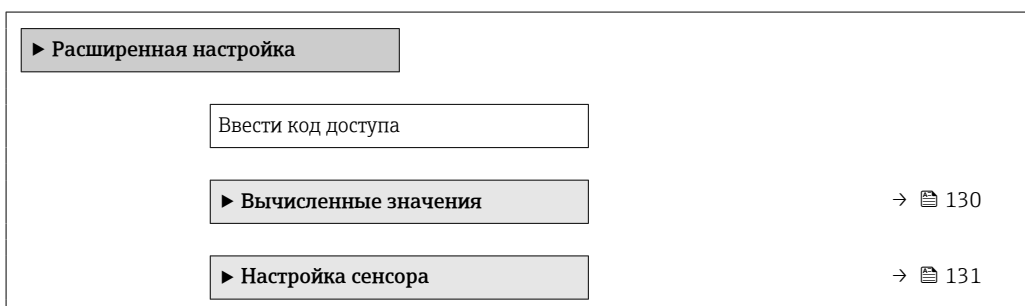 ▶ Расширенная настройка
Ввести код доступа
▶ Вычисленные значения → 130
▶ Настройка сенсора → 131